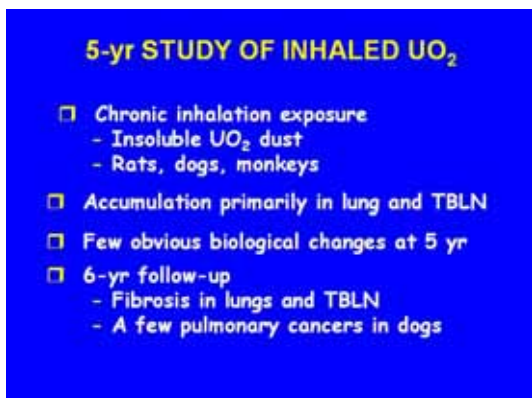 5-yr STUDY OF INHALED UO₂
❒ Chronic inhalation exposure
- Insoluble UO₂ dust
- Rats, dogs, monkeys
❒ Accumulation primarily in lung and TBLN
❒ Few obvious biological changes at 5 yr
❒ 6-yr follow-up
- Fibrosis in lungs and TBLN
- A few pulmonary cancers in dogs